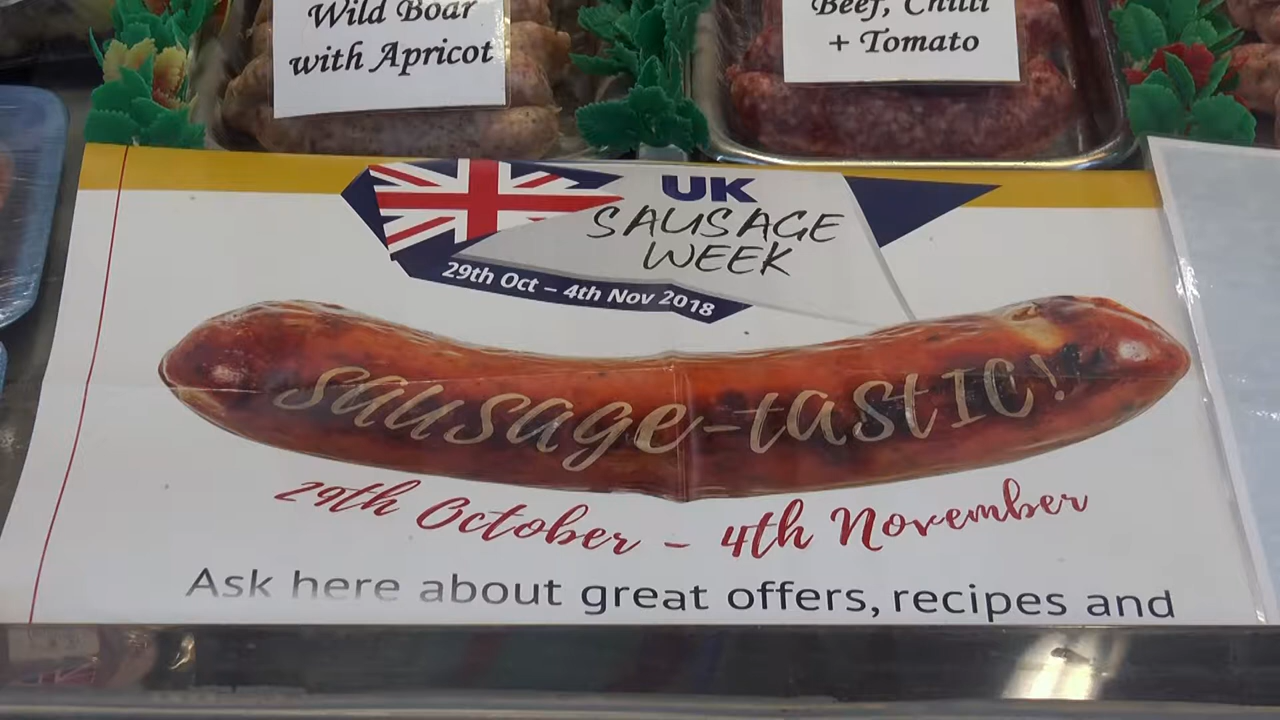 Wild Boar
with Apricot
Beef, Chilli
+ Tomato
UK
SAUSAGE
WEEK
29th Oct – 4th Nov 2018
sausage-tastIC!
29th October - 4th November
Ask here about great offers, recipes and